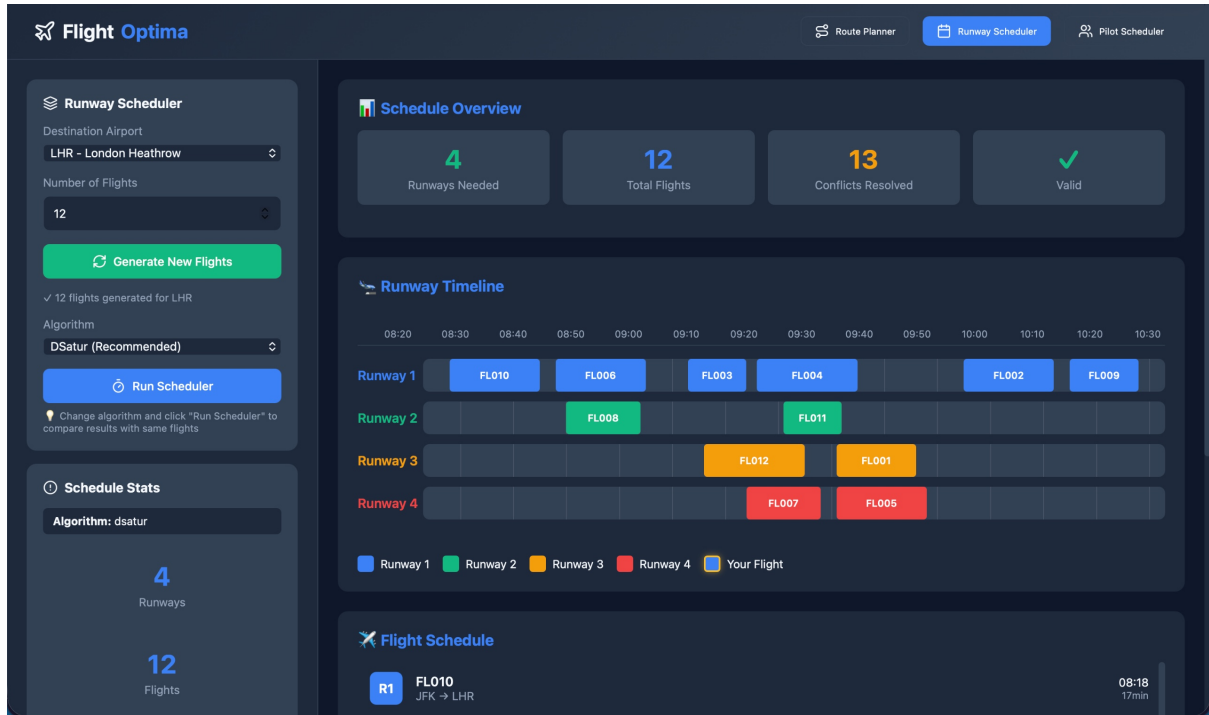 Flight Optima
Route Planner
Runway Scheduler
Pilot Scheduler
Runway Scheduler
Destination Airport
LHR - London Heathrow
Number of Flights
12
Generate New Flights
✓ 12 flights generated for LHR
Algorithm
DSatur (Recommended)
Run Scheduler
💡 Change algorithm and click "Run Scheduler" to
compare results with same flights
Schedule Stats
Algorithm: dsatur
4
Runways
12
Flights
📊 Schedule Overview
4
Runways Needed
12
Total Flights
13
Conflicts Resolved
✓
Valid
🛬 Runway Timeline
08:20 08:30 08:40 08:50 09:00 09:10 09:20 09:30 09:40 09:50 10:00 10:10 10:20 10:30
Runway 1 FL010 FL006 FL003 FL004 FL002 FL009
Runway 2 FL008 FL011
Runway 3 FL012 FL001
Runway 4 FL007 FL005
Runway 1 Runway 2 Runway 3 Runway 4 Your Flight
✈️ Flight Schedule
R1
FL010
JFK → LHR
08:18
17min